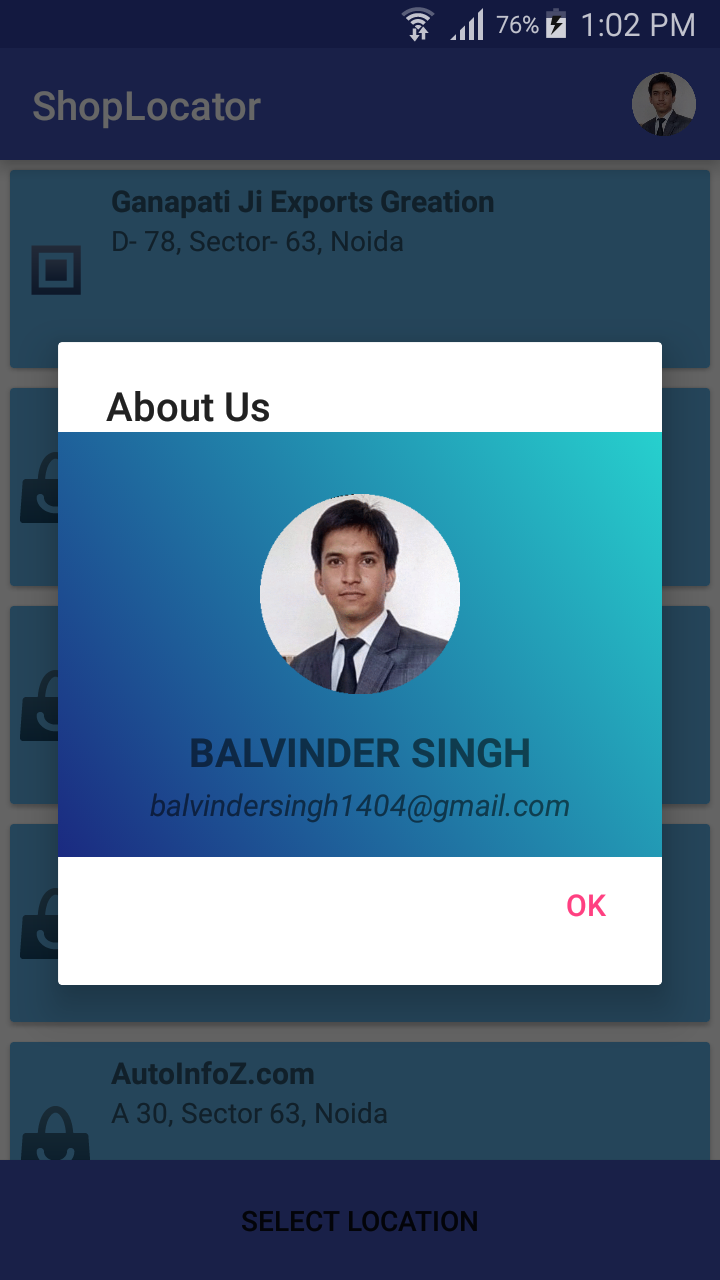 76% 1:02 PM
ShopLocator
Ganapati Ji Exports Greation
D- 78, Sector- 63, Noida
About Us
BALVINDER SINGH
balvindersingh1404@gmail.com
OK
AutoInfoZ.com
A 30, Sector 63, Noida
SELECT LOCATION